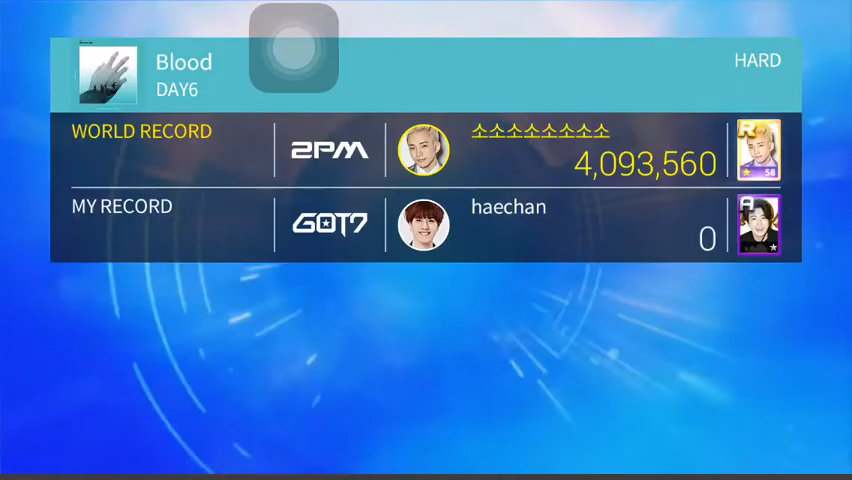 Blood
DAY6
HARD
WORLD RECORD
2PM
소소소소소소소소
4,093,560
R
58
MY RECORD
GOT7
haechan
0
A